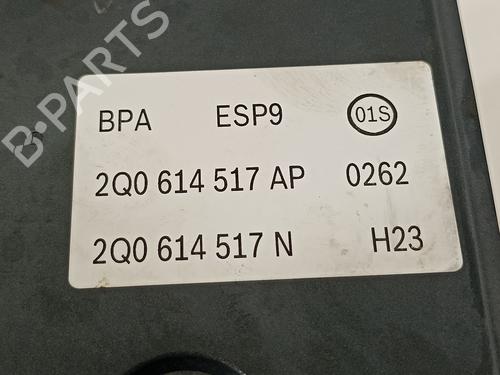 B-PARTS
BPA ESP9 01S
2Q0 614 517 AP 0262
2Q0 614 517 N H23